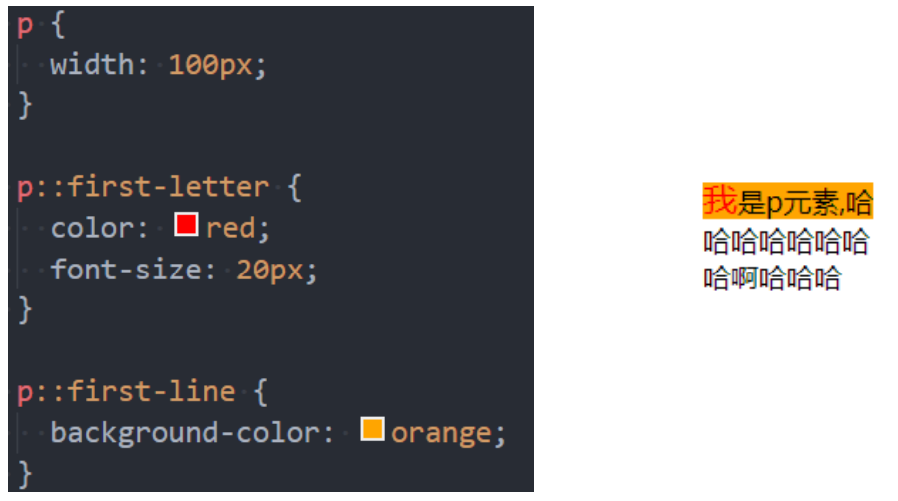 p {
  width: 100px;
}
p::first-letter {
  color: red;
  font-size: 20px;
}
p::first-line {
  background-color: orange;
}
我是p元素,哈
哈哈哈哈哈哈
哈啊哈哈哈